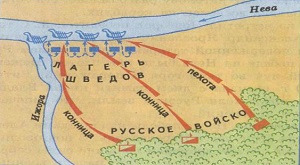 Нева
ЛАГЕРЬ
ШВЕДОВ
пехота
Ижора
конница
конница
РУССКОЕ ВОЙСКО